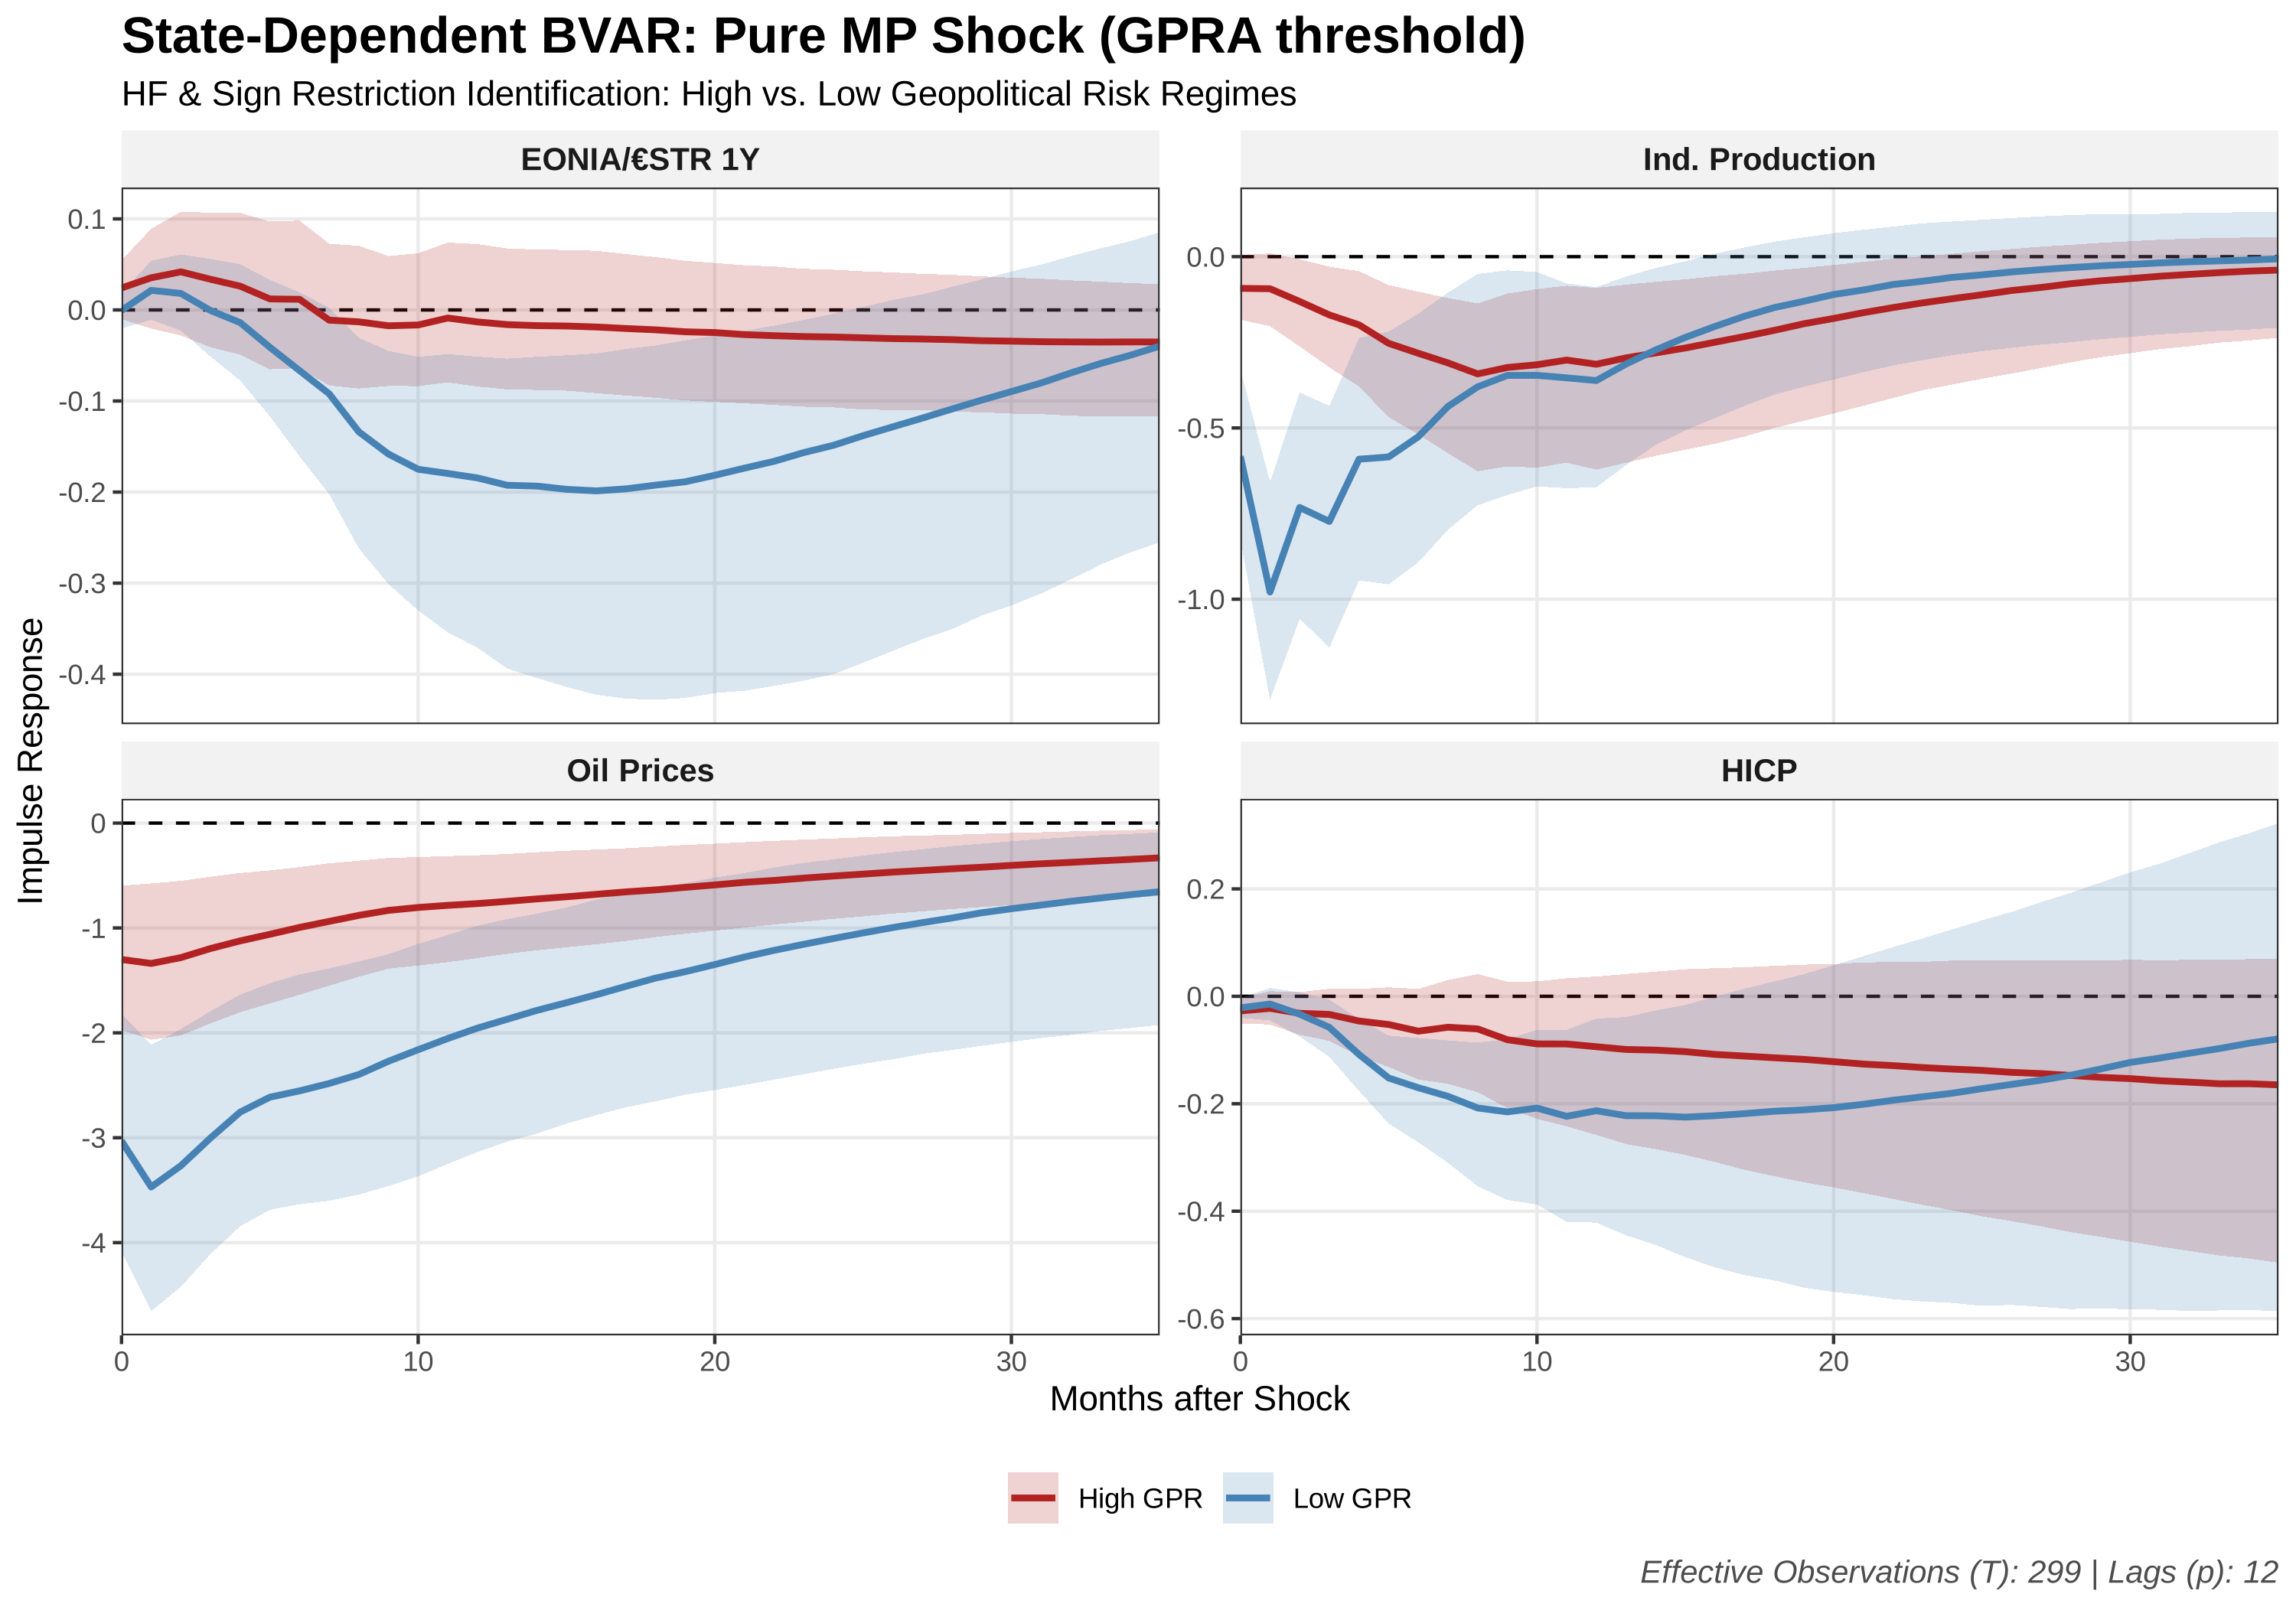 State-Dependent BVAR: Pure MP Shock (GPRA threshold)
HF & Sign Restriction Identification: High vs. Low Geopolitical Risk Regimes
EONIA/€STR 1Y
0.1
0.0
-0.1
-0.2
-0.3
-0.4
Ind. Production
0.0
-0.5
-1.0
Impulse Response
Oil Prices
0
-1
-2
-3
-4
0 10 20 30
HICP
0.2
0.0
-0.2
-0.4
-0.6
0 10 20 30
Months after Shock
High GPR Low GPR
Effective Observations (T): 299 | Lags (p): 12